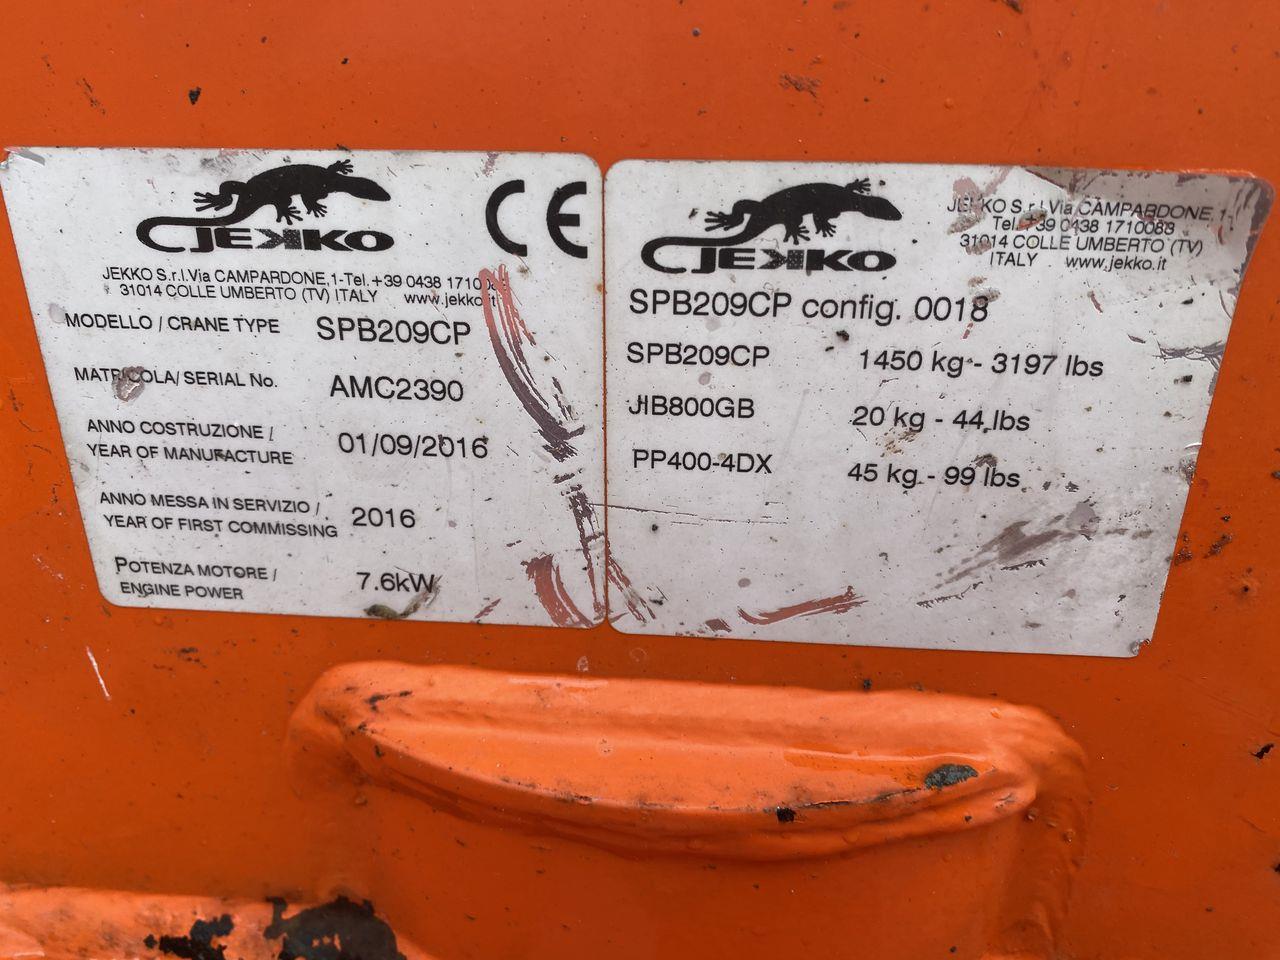 JEKKO
CE
JEKKO S.r.l.Via CAMPARDONE,1-Tel.+39 0438 1710
31014 COLLE UMBERTO (TV) ITALY www.jekko.it
MODELLO / CRANE TYPE SPB209CP
MATRICOLA/ SERIAL No. AMC2390
ANNO COSTRUZIONE /
YEAR OF MANUFACTURE 01/09/2016
ANNO MESSA IN SERVIZIO /
YEAR OF FIRST COMMISSING 2016
POTENZA MOTORE /
ENGINE POWER 7.6kW
JEKKO
JEKKO S.r.l.Via CAMPARDONE,1-
Tel.+39 0438 1710083
31014 COLLE UMBERTO (TV)
ITALY www.jekko.it
SPB209CP config. 0018
SPB209CP 1450 kg - 3197 lbs
JIB800GB 20 kg - 44 lbs
PP400-4DX 45 kg - 99 lbs